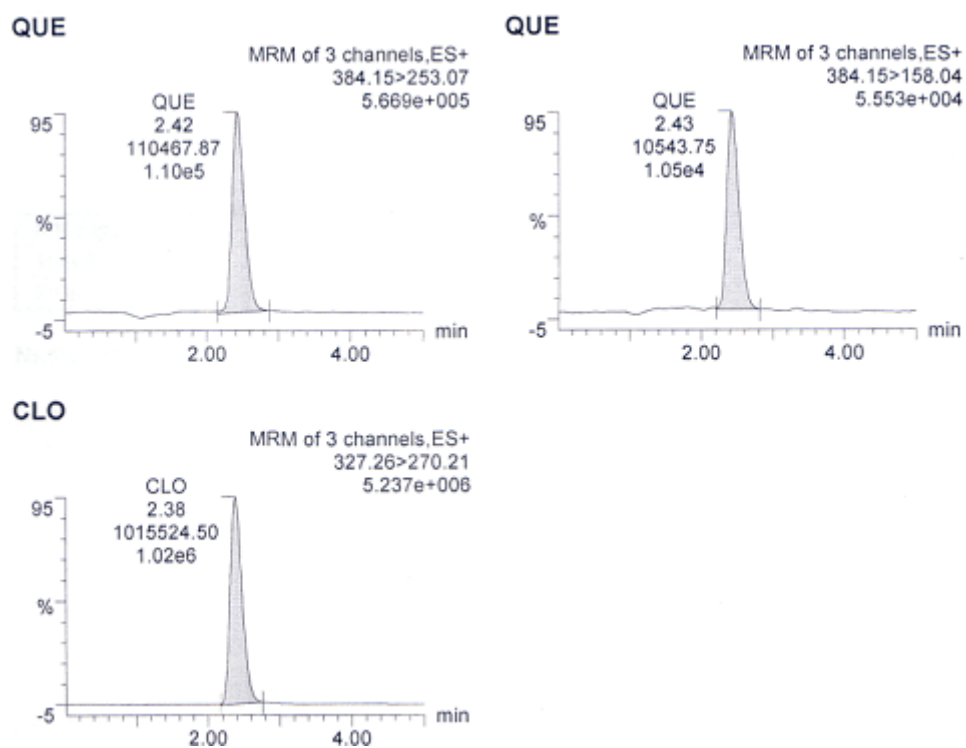 QUE
MRM of 3 channels,ES+
384.15>253.07
5.669e+005
QUE
2.42
110467.87
1.10e5
95
%
-5
min
2.00 4.00
QUE
MRM of 3 channels,ES+
384.15>158.04
5.553e+004
QUE
2.43
10543.75
1.05e4
95
%
-5
min
2.00 4.00
CLO
MRM of 3 channels,ES+
327.26>270.21
5.237e+006
CLO
2.38
1015524.50
1.02e6
95
%
-5
min
2.00 4.00